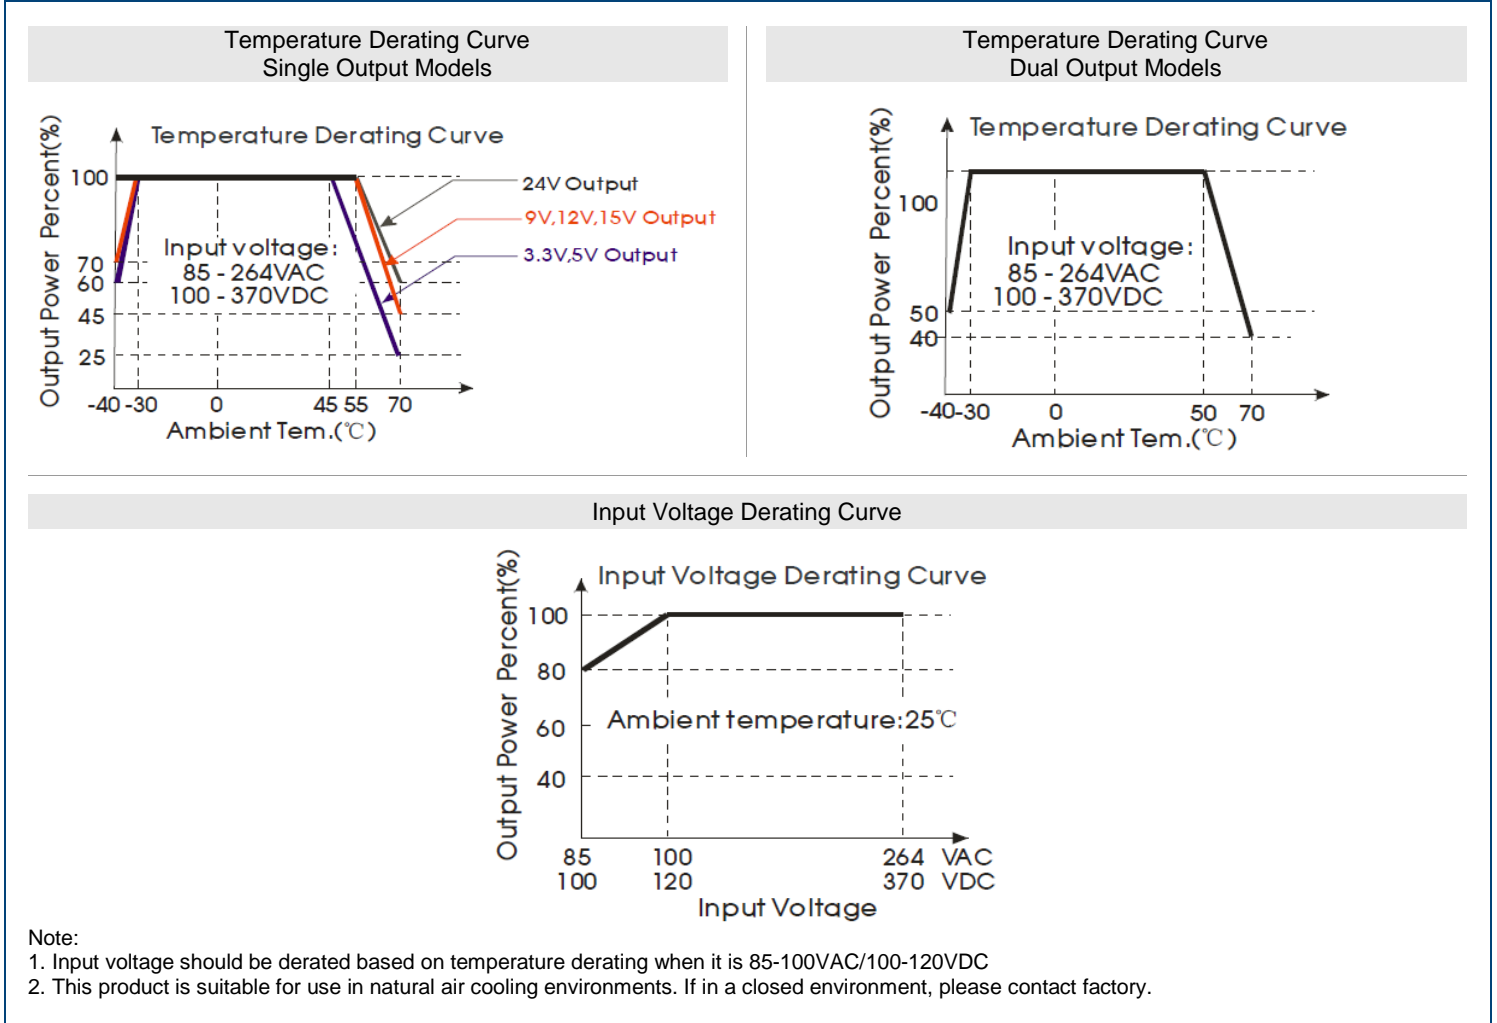 Temperature Derating Curve
Single Output Models
Temperature Derating Curve
Output Power Percent(%)
100
70
60
45
25
24V Output
9V,12V,15V Output
3.3V,5V Output
Input voltage:
85 - 264VAC
100 - 370VDC
-40 -30 0 45 55 70
Ambient Tem.(℃)
Temperature Derating Curve
Dual Output Models
Temperature Derating Curve
Output Power Percent(%)
100
50
40
Input voltage:
85 - 264VAC
100 - 370VDC
-40 -30 0 50 70
Ambient Tem.(℃)
Input Voltage Derating Curve
Input Voltage Derating Curve
Output Power Percent(%)
100
80
60
40
Ambient temperature:25℃
85 100 264 VAC
100 120 370 VDC
Input Voltage
Note:
1. Input voltage should be derated based on temperature derating when it is 85-100VAC/100-120VDC
2. This product is suitable for use in natural air cooling environments. If in a closed environment, please contact factory.